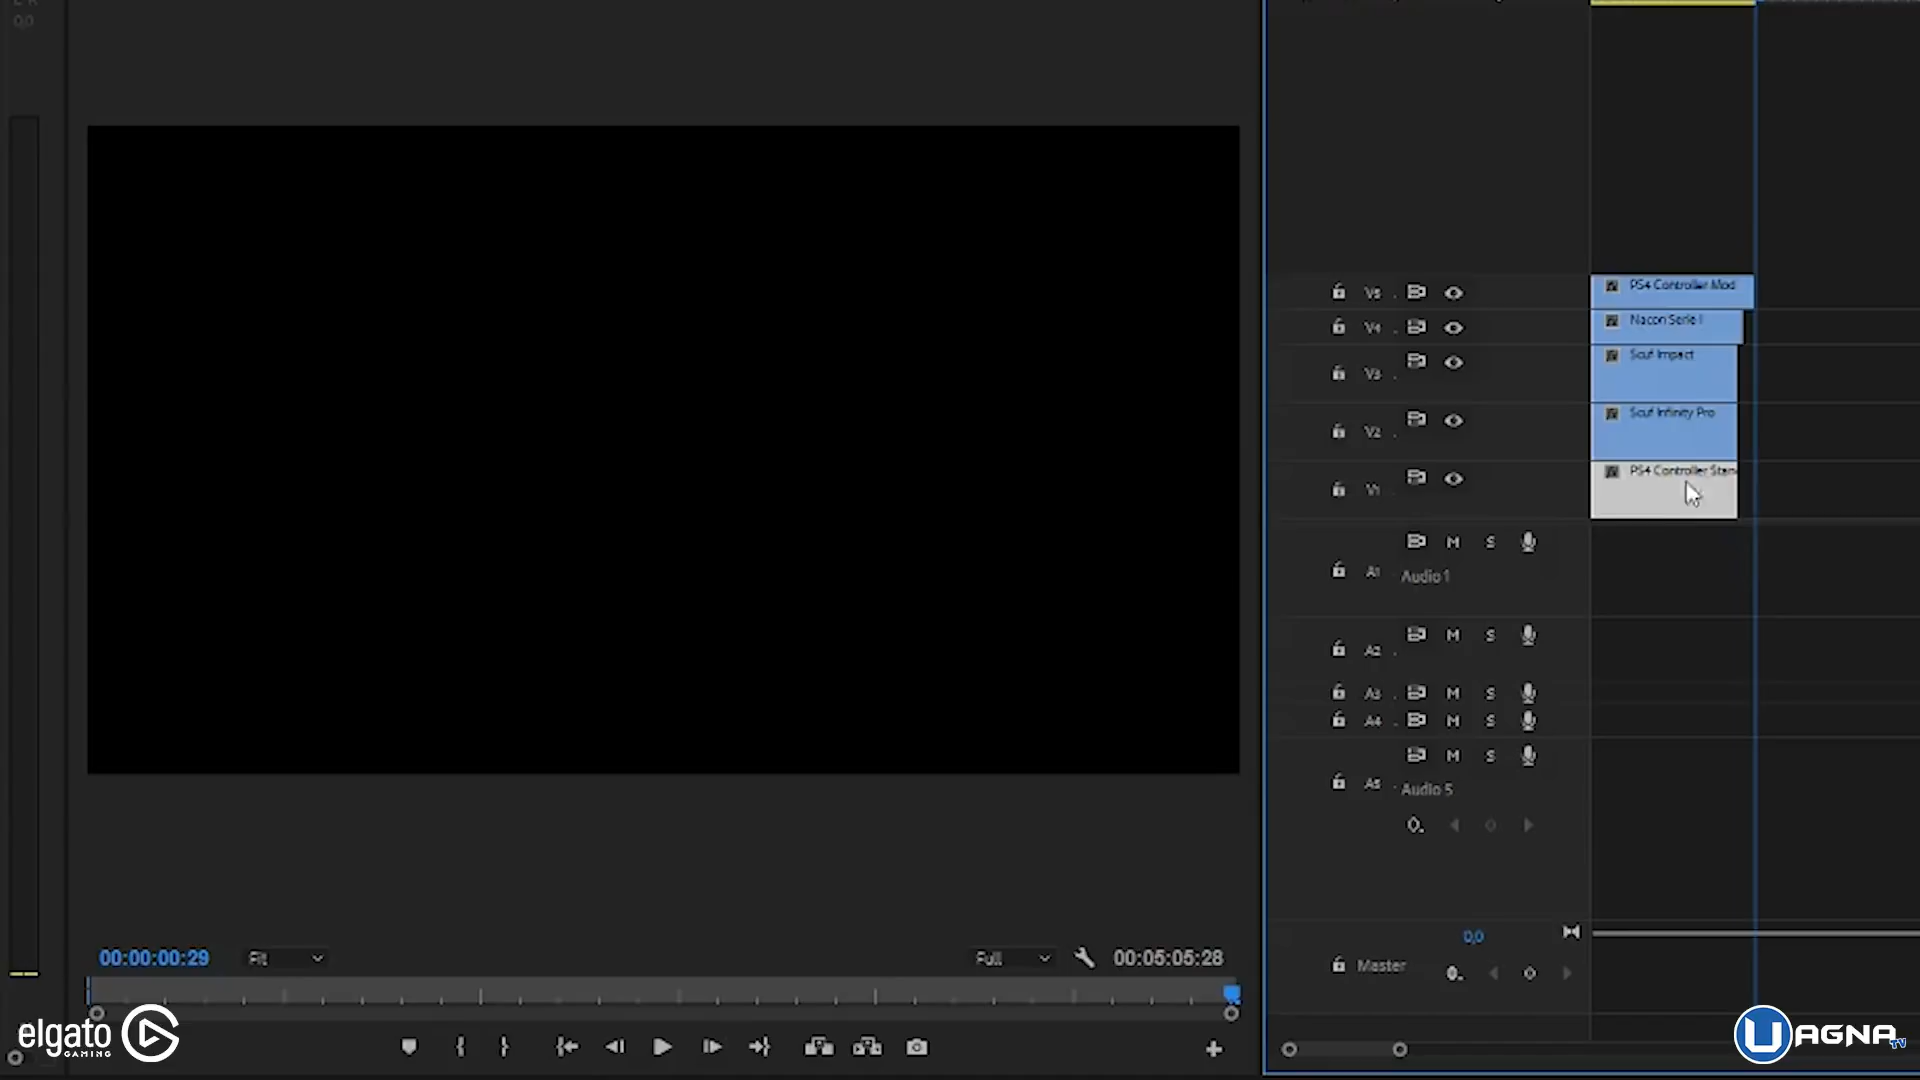 0,0
PS4 Controller Mod
V5
Nacon Serie I
V4
Scuf Impact
V3
Scuf Infinity Pro
V2
PS4 Controller Stan
V1
M S
A1 Audio 1
M S
A2
A3 M S
A4 M S
M S
A5 Audio 5
0,0
Master
00:00:00:29
Fit
Full
00:05:05:28
elgato
GAMING
UAGNA TV